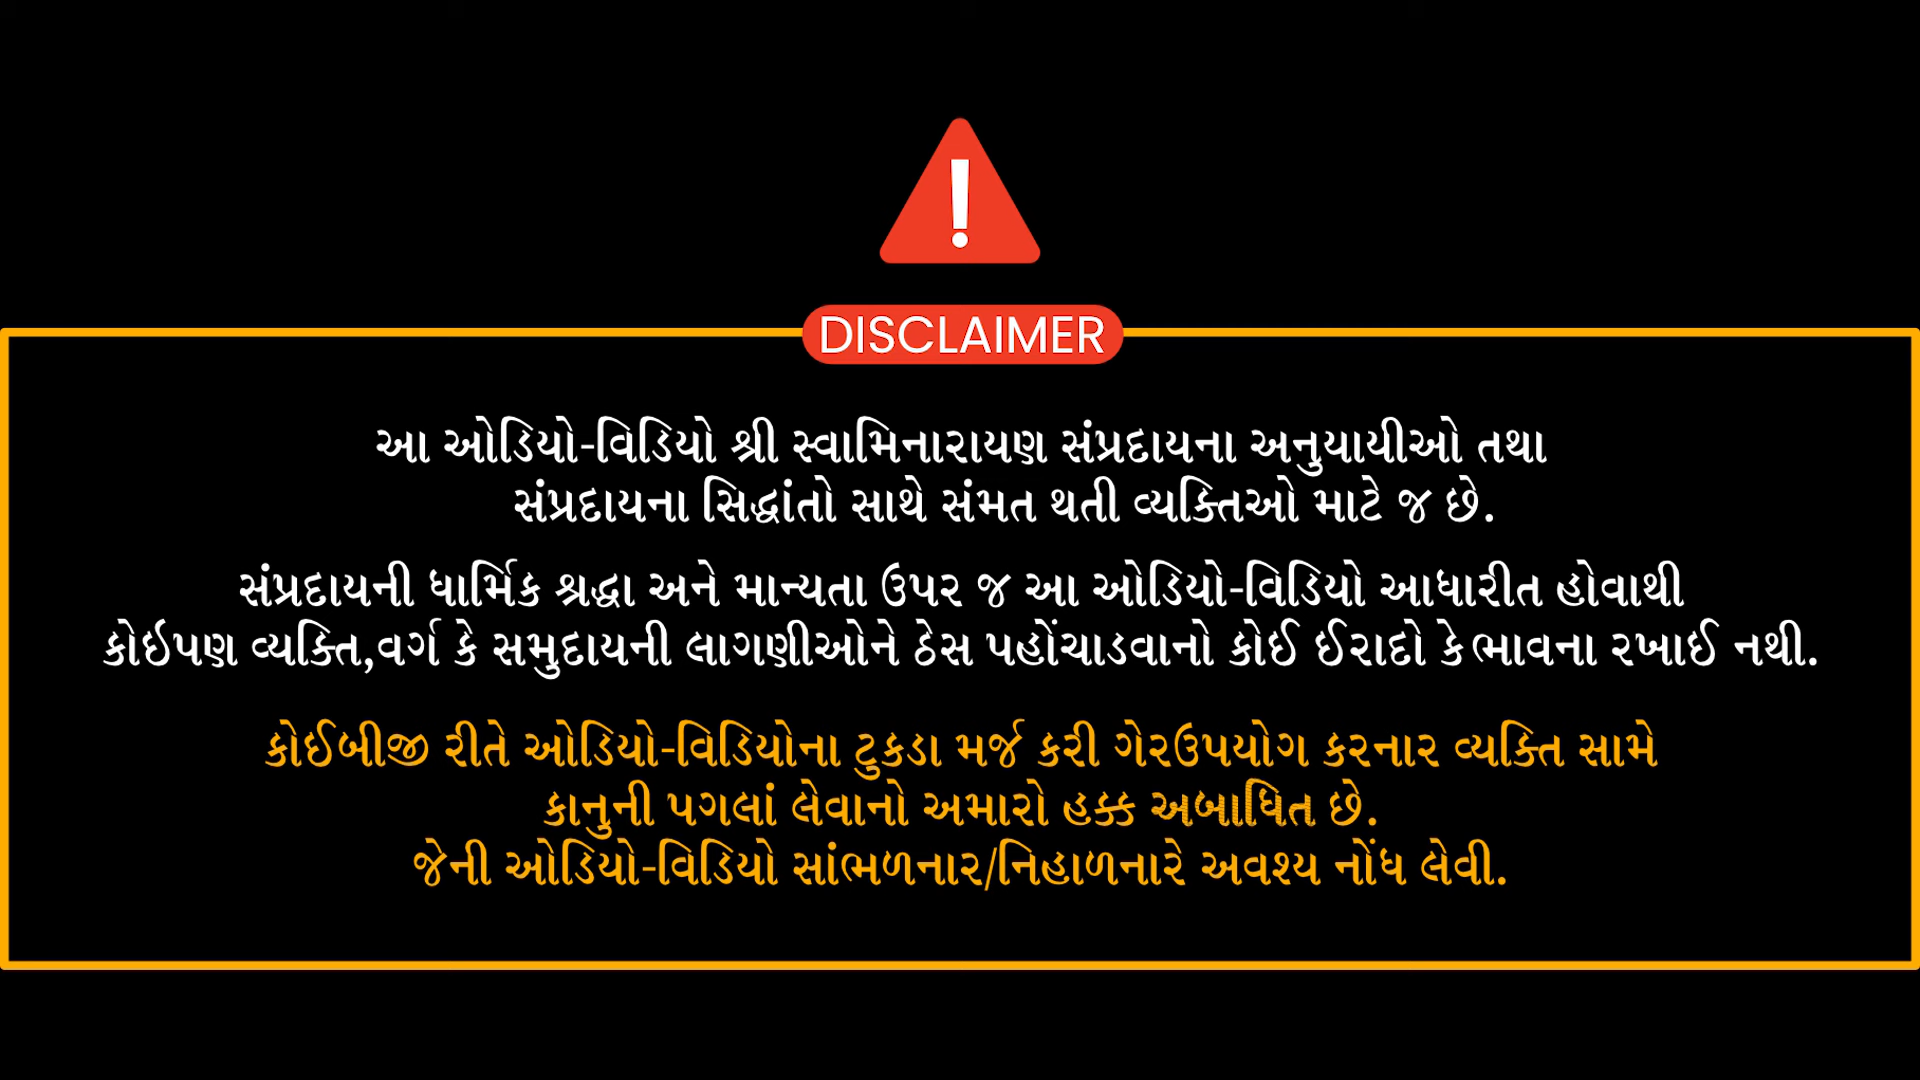 DISCLAIMER
આ ઓડિયો-વિડિયો શ્રી સ્વામિનારાયણ સંપ્રદાયના અનુયાયીઓ તથા
સંપ્રદાયના સિદ્ધાંતો સાથે સંમત થતી વ્યક્તિઓ માટે જ છે.
સંપ્રદાયની ધાર્મિક શ્રદ્ધા અને માન્યતા ઉપર જ આ ઓડિયો-વિડિયો આધારીત હોવાથી
કોઇપણ વ્યક્તિ,વર્ગ કે સમુદાયની લાગણીઓને ઠેસ પહોંચાડવાનો કોઈ ઈરાદો કે ભાવના રખાઈ નથી.
કોઈબીજી રીતે ઓડિયો-વિડિયોના ટુકડા મર્જ કરી ગેરઉપયોગ કરનાર વ્યક્તિ સામે
કાનુની પગલાં લેવાનો અમારો હક્ક અબાધિત છે.
જેની ઓડિયો-વિડિયો સાંભળનાર/નિહાળનારે અવશ્ય નોંધ લેવી.